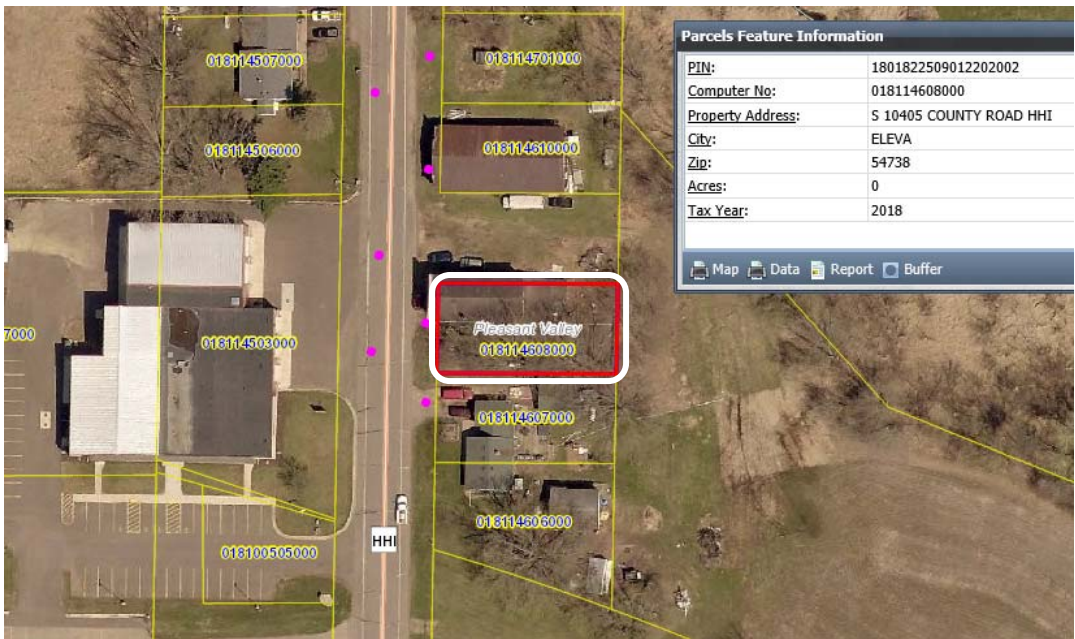 Parcels Feature Information
PIN: 1801822509012202002
Computer No: 018114608000
Property Address: S 10405 COUNTY ROAD HHI
City: ELEVA
Zip: 54738
Acres: 0
Tax Year: 2018
Map Data Report Buffer
018114507000
018114701000
018114506000
018114610000
7000
018114503000
Pleasant Valley
018114608000
018114607000
018114606000
HHI
018100505000